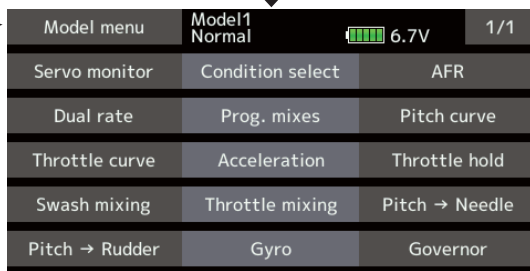 Model menu
Model1
Normal
6.7V
1/1
Servo monitor
Condition select
AFR
Dual rate
Prog. mixes
Pitch curve
Throttle curve
Acceleration
Throttle hold
Swash mixing
Throttle mixing
Pitch → Needle
Pitch → Rudder
Gyro
Governor